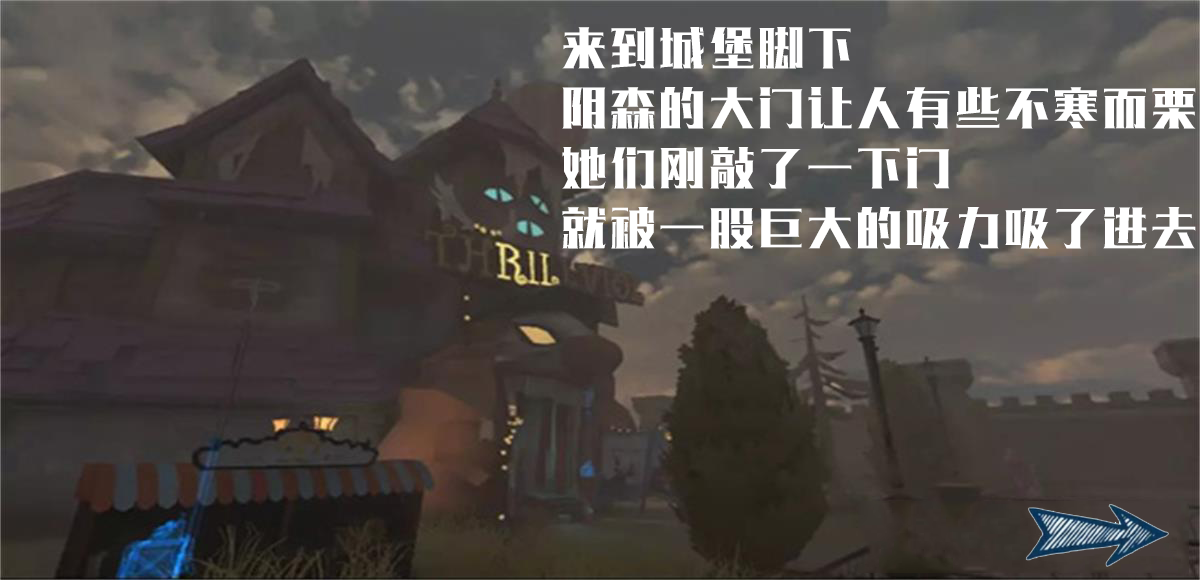 来到城堡脚下
阴森的大门让人有些不寒而栗
她们刚敲了一下门
就被一股巨大的吸力吸了进去
THRIL